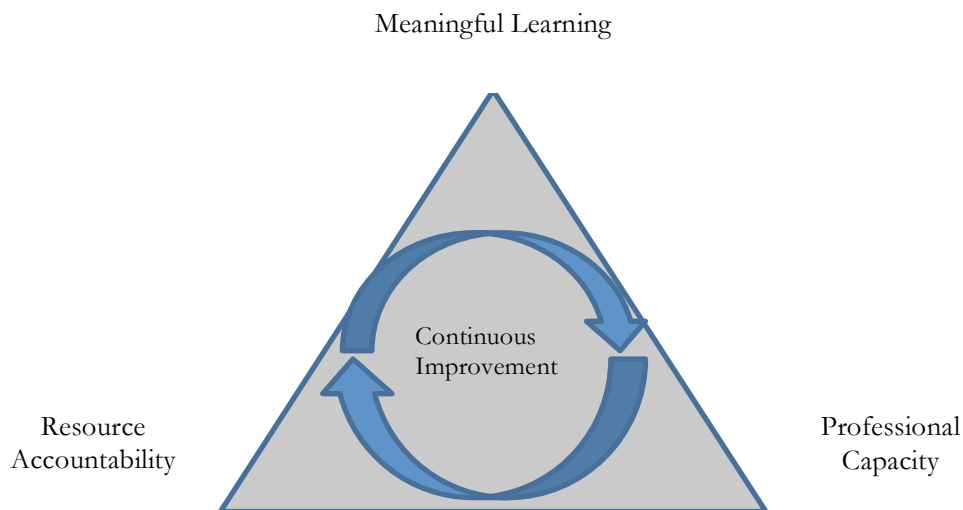 Meaningful Learning
Continuous
Improvement
Resource
Accountability
Professional
Capacity